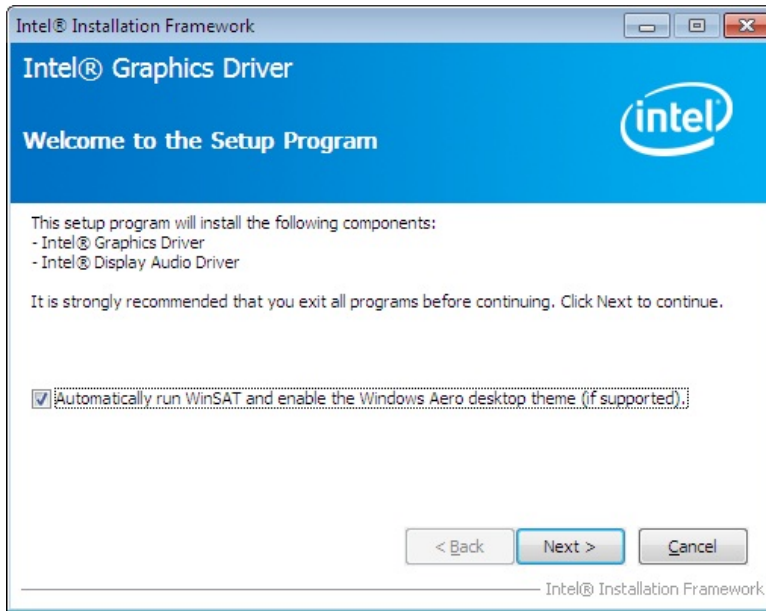 Intel® Installation Framework
Intel® Graphics Driver
Welcome to the Setup Program
intel
This setup program will install the following components:
- Intel® Graphics Driver
- Intel® Display Audio Driver
It is strongly recommended that you exit all programs before continuing. Click Next to continue.
Automatically run WinSAT and enable the Windows Aero desktop theme (if supported).
< Back Next > Cancel
Intel® Installation Framework